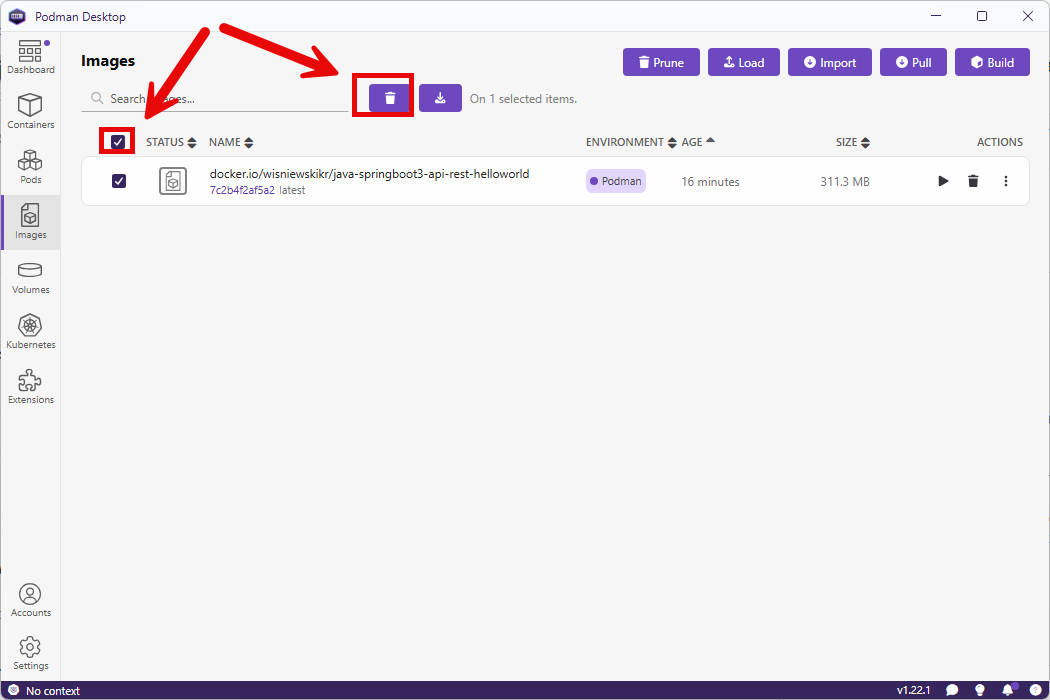 Podman Desktop
Dashboard
Containers
Pods
Images
Volumes
Kubernetes
Extensions
Accounts
Settings
Images
Prune
Load
Import
Pull
Build
Search
On 1 selected items.
STATUS NAME ENVIRONMENT AGE SIZE ACTIONS
docker.io/wisniewskikr/java-springboot3-api-rest-helloworld
7c2b4f2af5a2 latest
Podman
16 minutes
311.3 MB
No context
v1.22.1